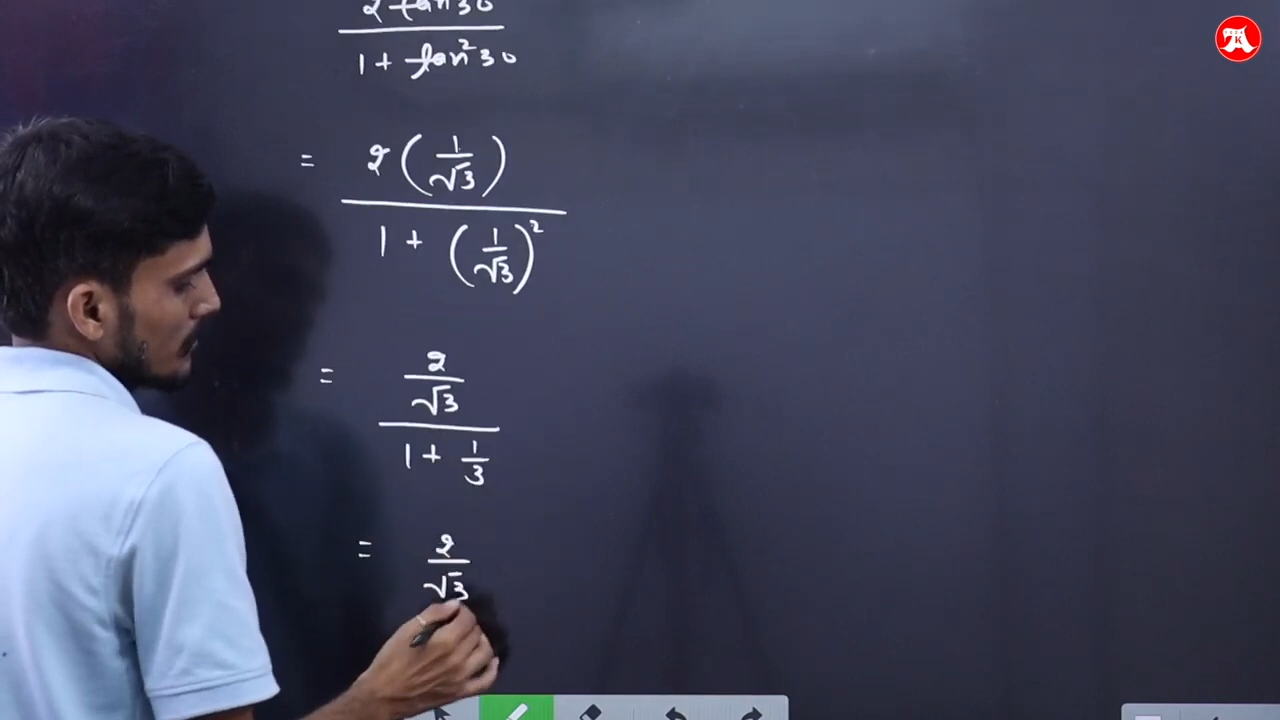 2 tan 30
1 + tan² 30
= 2 ( 1 / √3 )
1 + ( 1 / √3 )²
= 2 / √3
1 + 1 / 3
= 2 / √3